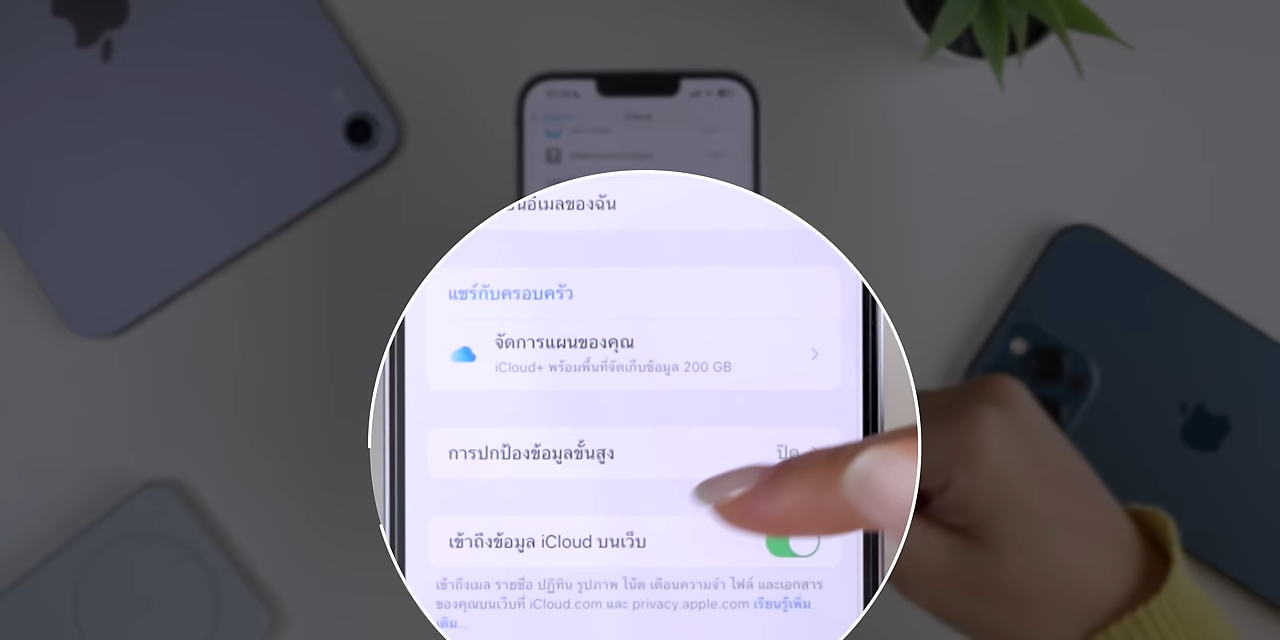 อีเมลของฉัน
แชร์กับครอบครัว
จัดการแผนของคุณ
iCloud+ พร้อมพื้นที่จัดเก็บข้อมูล 200 GB
การปกป้องข้อมูลขั้นสูง
ปิด
เข้าถึงข้อมูล iCloud บนเว็บ
เข้าถึงเมล รายชื่อ ปฏิทิน รูปภาพ โน้ต เตือนความจำ ไฟล์ และเอกสาร
ของคุณบนเว็บที่ iCloud.com และ privacy.apple.com เรียนรู้เพิ่ม
เติม...